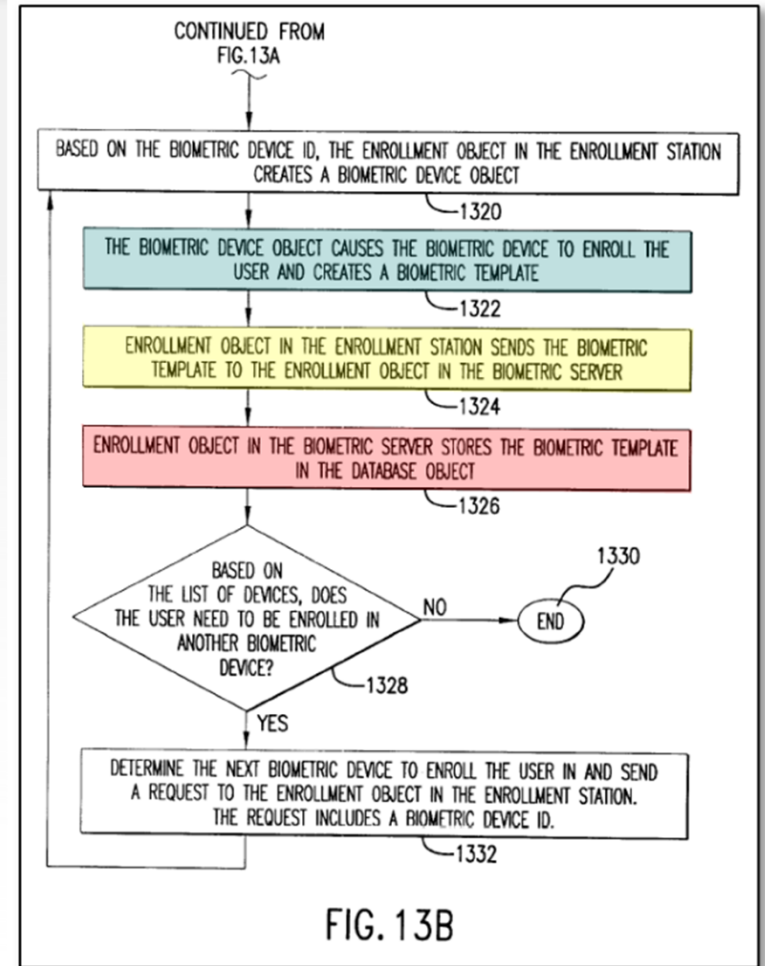 CONTINUED FROM
FIG.13A
BASED ON THE BIOMETRIC DEVICE ID, THE ENROLLMENT OBJECT IN THE ENROLLMENT STATION
CREATES A BIOMETRIC DEVICE OBJECT
1320
THE BIOMETRIC DEVICE OBJECT CAUSES THE BIOMETRIC DEVICE TO ENROLL THE
USER AND CREATES A BIOMETRIC TEMPLATE
1322
ENROLLMENT OBJECT IN THE ENROLLMENT STATION SENDS THE BIOMETRIC
TEMPLATE TO THE ENROLLMENT OBJECT IN THE BIOMETRIC SERVER
1324
ENROLLMENT OBJECT IN THE BIOMETRIC SERVER STORES THE BIOMETRIC TEMPLATE
IN THE DATABASE OBJECT
1326
BASED ON
THE LIST OF DEVICES, DOES
THE USER NEED TO BE ENROLLED IN
ANOTHER BIOMETRIC
DEVICE?
1328
NO
END
1330
YES
DETERMINE THE NEXT BIOMETRIC DEVICE TO ENROLL THE USER IN AND SEND
A REQUEST TO THE ENROLLMENT OBJECT IN THE ENROLLMENT STATION.
THE REQUEST INCLUDES A BIOMETRIC DEVICE ID.
1332
FIG. 13B